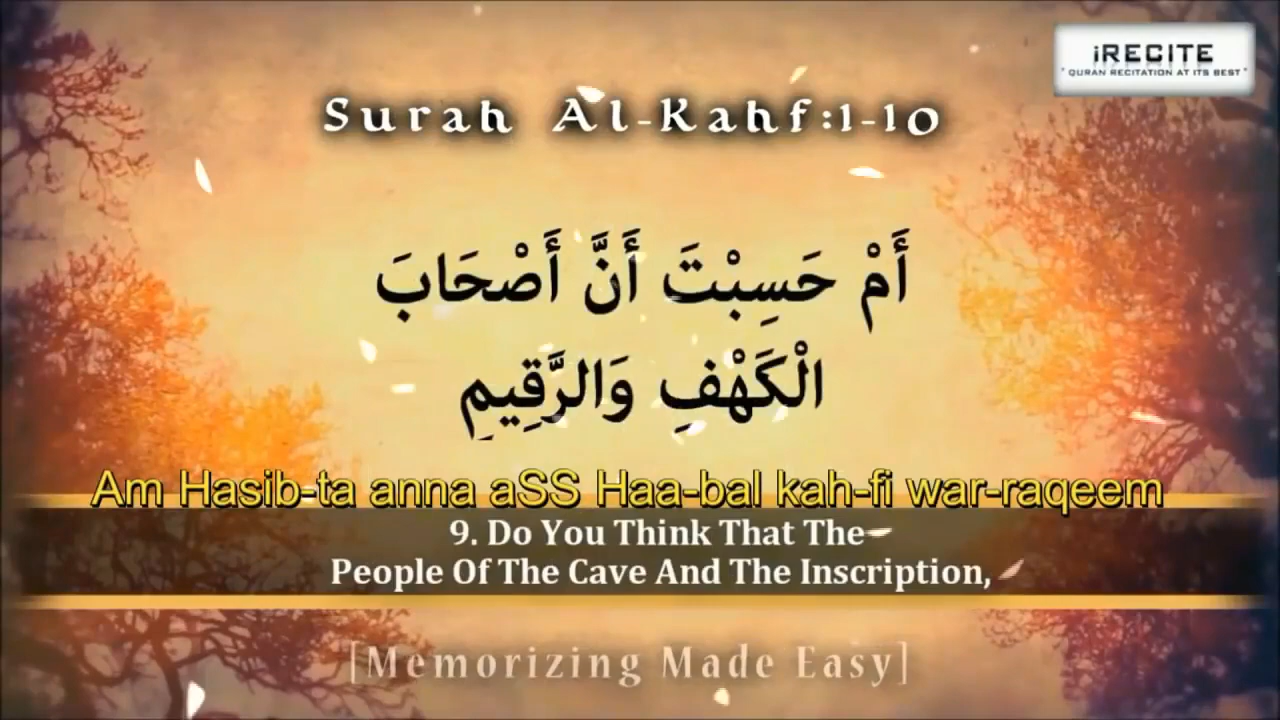 iRECITE
"QURAN RECITATION AT ITS BEST"
Surah Al-Kahf:1-10
أَمْ حَسِبْتَ أَنَّ أَصْحَابَ
الْكَهْفِ وَالرَّقِيمِ
Am Hasib-ta anna aSS Haa-bal kah-fi war-raqeem
9. Do You Think That The
People Of The Cave And The Inscription,
[Memorizing Made Easy]